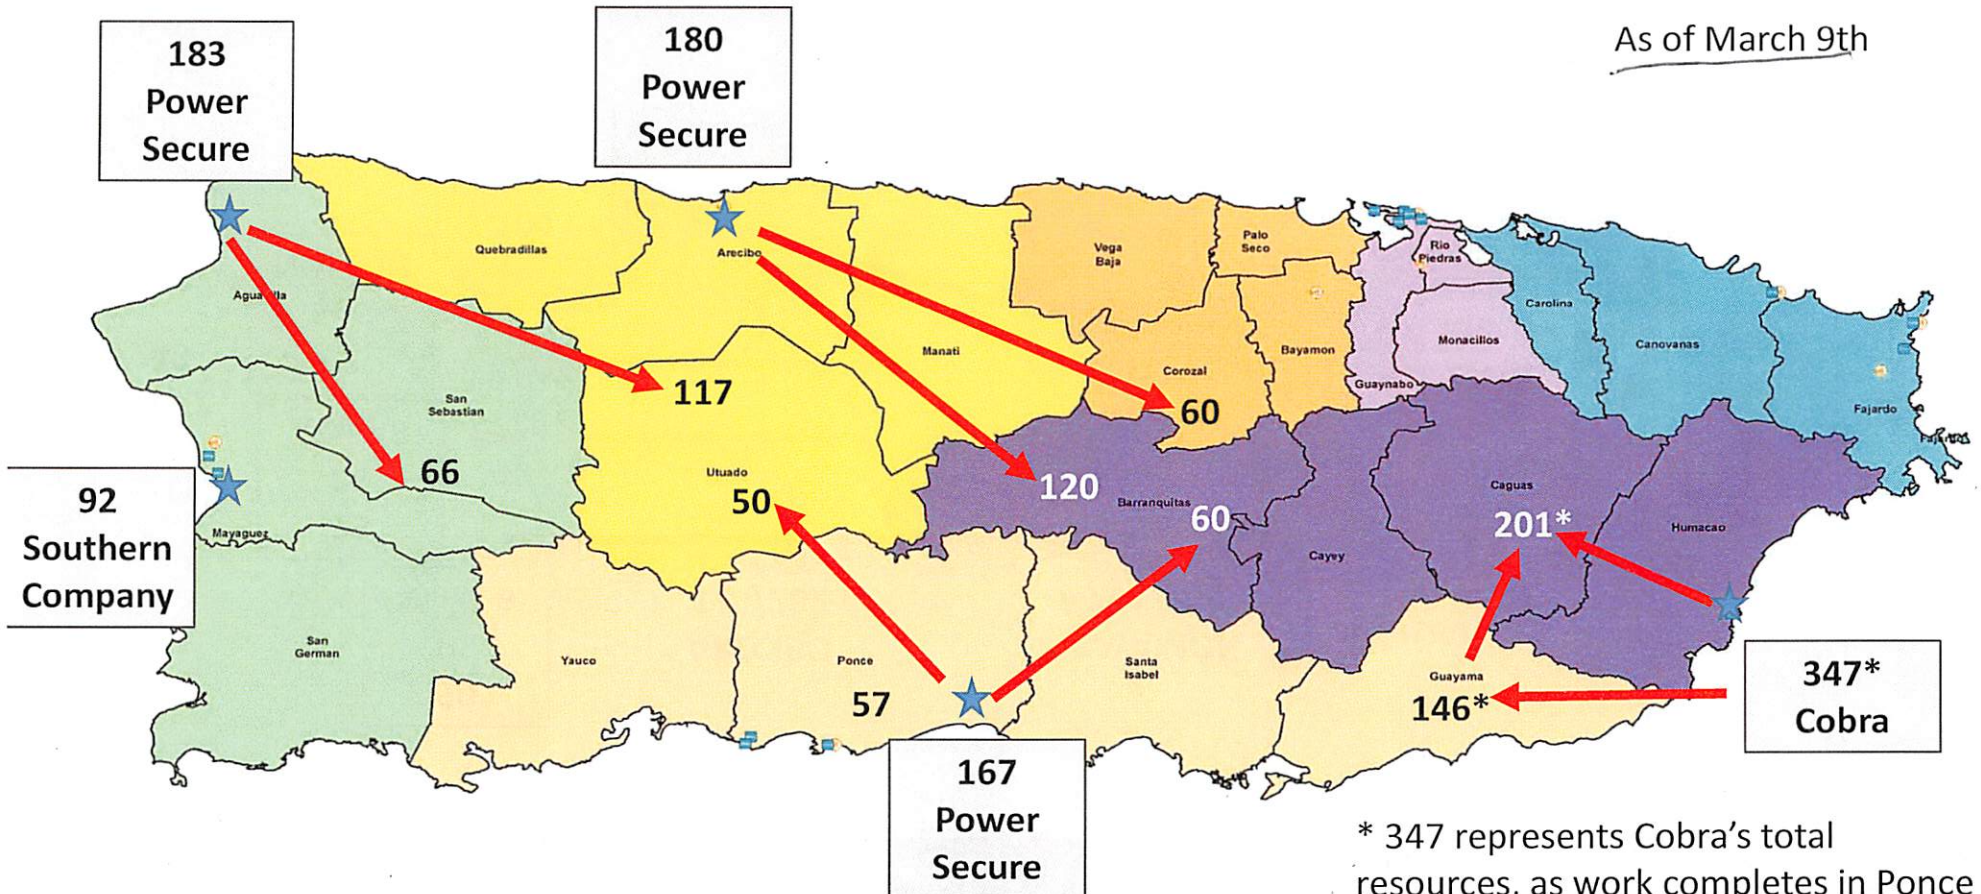 As of March 9th
183
Power
Secure
180
Power
Secure
Quebradillas
Arecibo
Vega
Baja
Palo
Seco
Rio
Piedras
Carolina
Canovanas
Monacillos
Manati
Corozal
Bayamon
Guaynabo
Fajardo
San
Sebastian
117
60
66
Utuado
50
120
Barranquitas
60
Caguas
201*
Humacao
Cayey
92
Southern
Company
Mayaguez
San
German
Yauco
Ponce
57
Santa
Isabel
Guayama
146*
347*
Cobra
167
Power
Secure
* 347 represents Cobra's total
resources, as work completes in Ponce